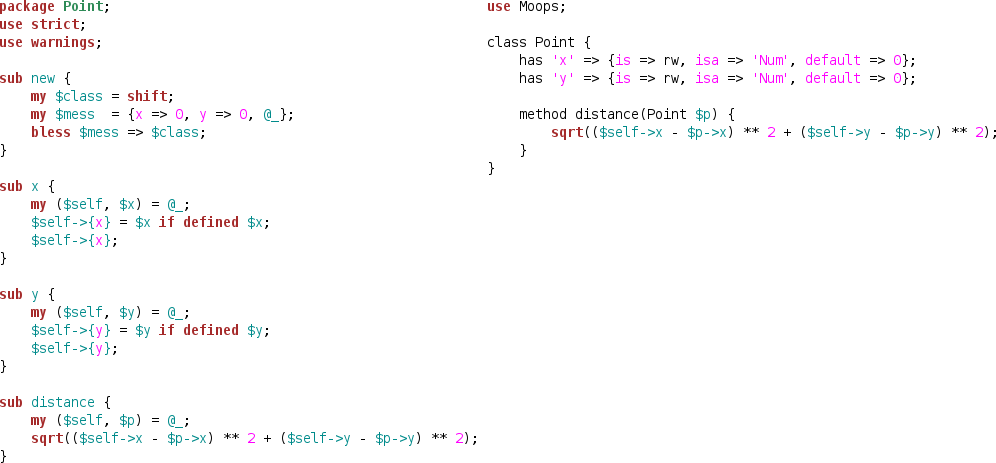 package Point;
use strict;
use warnings;

sub new {
    my $class = shift;
    my $mess  = {x => 0, y => 0, @_};
    bless $mess => $class;
}

sub x {
    my ($self, $x) = @_;
    $self->{x} = $x if defined $x;
    $self->{x};
}

sub y {
    my ($self, $y) = @_;
    $self->{y} = $y if defined $y;
    $self->{y};
}

sub distance {
    my ($self, $p) = @_;
    sqrt(($self->x - $p->x) ** 2 + ($self->y - $p->y) ** 2);
}

use Moops;

class Point {
    has 'x' => {is => rw, isa => 'Num', default => 0};
    has 'y' => {is => rw, isa => 'Num', default => 0};

    method distance(Point $p) {
        sqrt(($self->x - $p->x) ** 2 + ($self->y - $p->y) ** 2);
    }
}